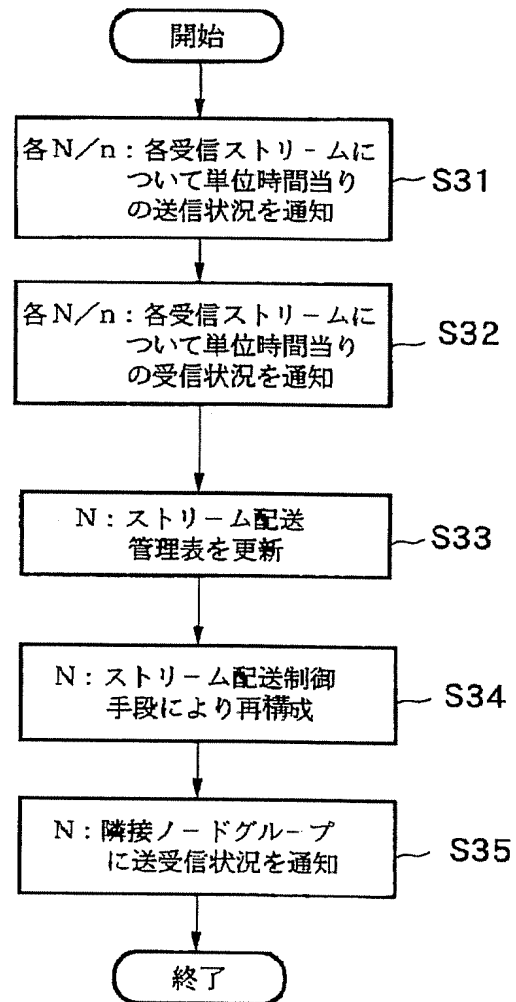 開始
各N/n:各受信ストリームに
ついて単位時間当り
の送信状況を通知
S31
各N/n:各受信ストリームに
ついて単位時間当り
の受信状況を通知
S32
N:ストリーム配送
管理表を更新
S33
N:ストリーム配送制御
手段により再構成
S34
N:隣接ノードグループ
に送受信状況を通知
S35
終了